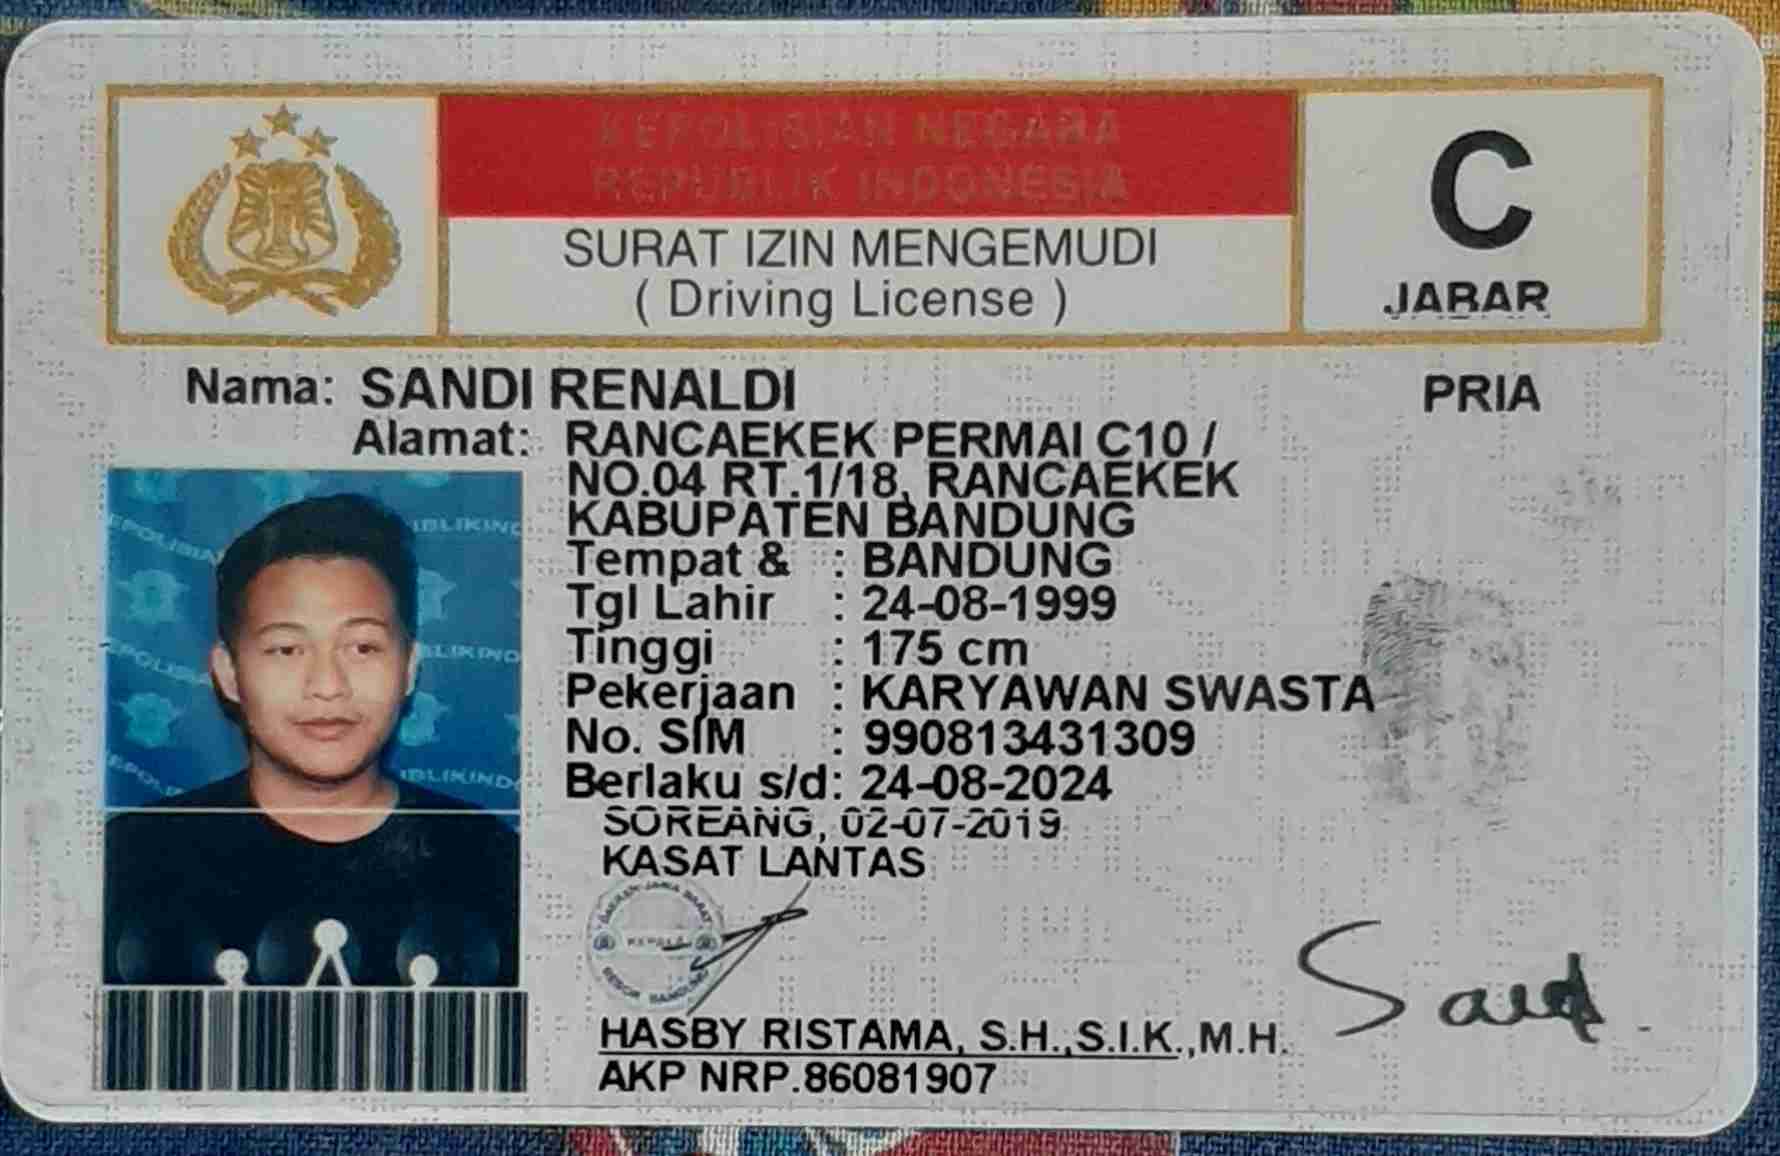 KEPOLISIAN NEGARA
REPUBLIK INDONESIA
SURAT IZIN MENGEMUDI
( Driving License )
C
JABAR
Nama: SANDI RENALDI
PRIA
Alamat: RANCAEKEK PERMAI C10 /
NO.04 RT.1/18, RANCAEKEK
KABUPATEN BANDUNG
Tempat & : BANDUNG
Tgl Lahir : 24-08-1999
Tinggi : 175 cm
Pekerjaan : KARYAWAN SWASTA
No. SIM : 990813431309
Berlaku s/d: 24-08-2024
SOREANG, 02-07-2019
KASAT LANTAS
KEPALA
RESOR BANDUNG
HASBY RISTAMA, S.H.,S.I.K.,M.H.
AKP NRP.86081907